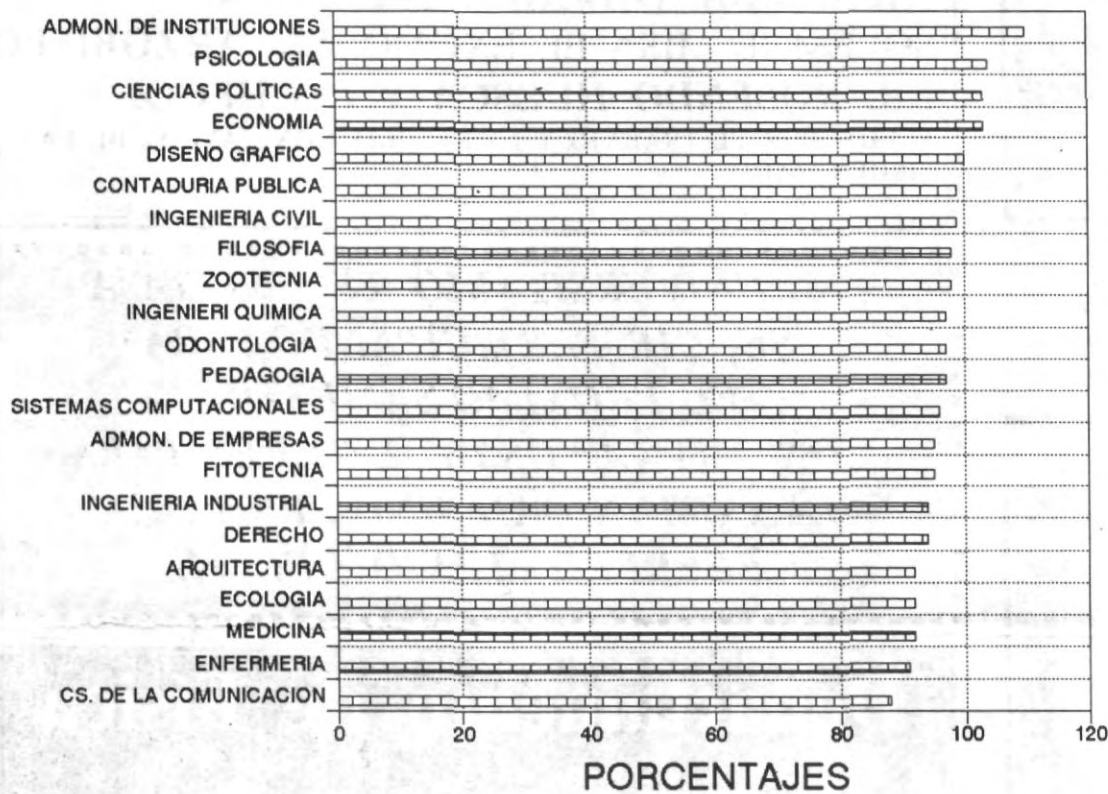 ADMON. DE INSTITUCIONES
PSICOLOGIA
CIENCIAS POLITICAS
ECONOMIA
DISEÑO GRAFICO
CONTADURIA PUBLICA
INGENIERIA CIVIL
FILOSOFIA
ZOOTECNIA
INGENIERI QUIMICA
ODONTOLOGIA
PEDAGOGIA
SISTEMAS COMPUTACIONALES
ADMON. DE EMPRESAS
FITOTECNIA
INGENIERIA INDUSTRIAL
DERECHO
ARQUITECTURA
ECOLOGIA
MEDICINA
ENFERMERIA
CS. DE LA COMUNICACION
0 20 40 60 80 100 120
PORCENTAJES